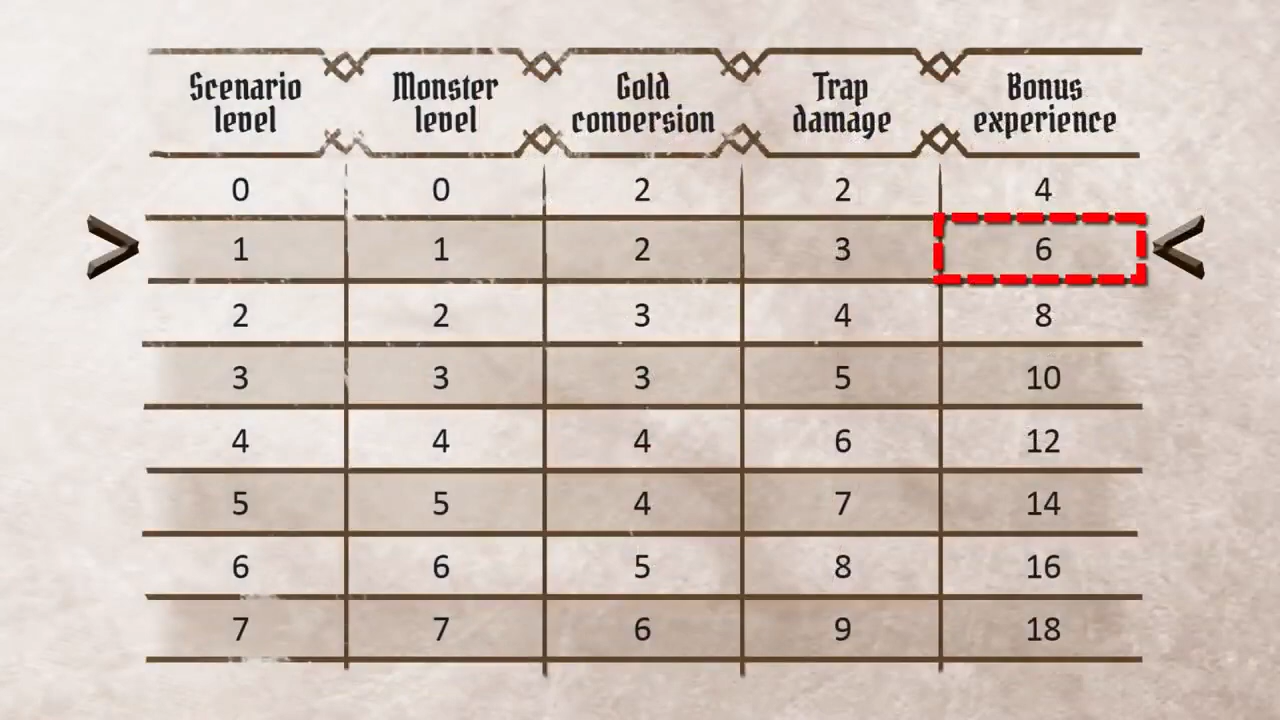 Scenario level Monster level Gold conversion Trap damage Bonus experience
0 0 2 2 4
1 1 2 3 6
2 2 3 4 8
3 3 3 5 10
4 4 4 6 12
5 5 4 7 14
6 6 5 8 16
7 7 6 9 18